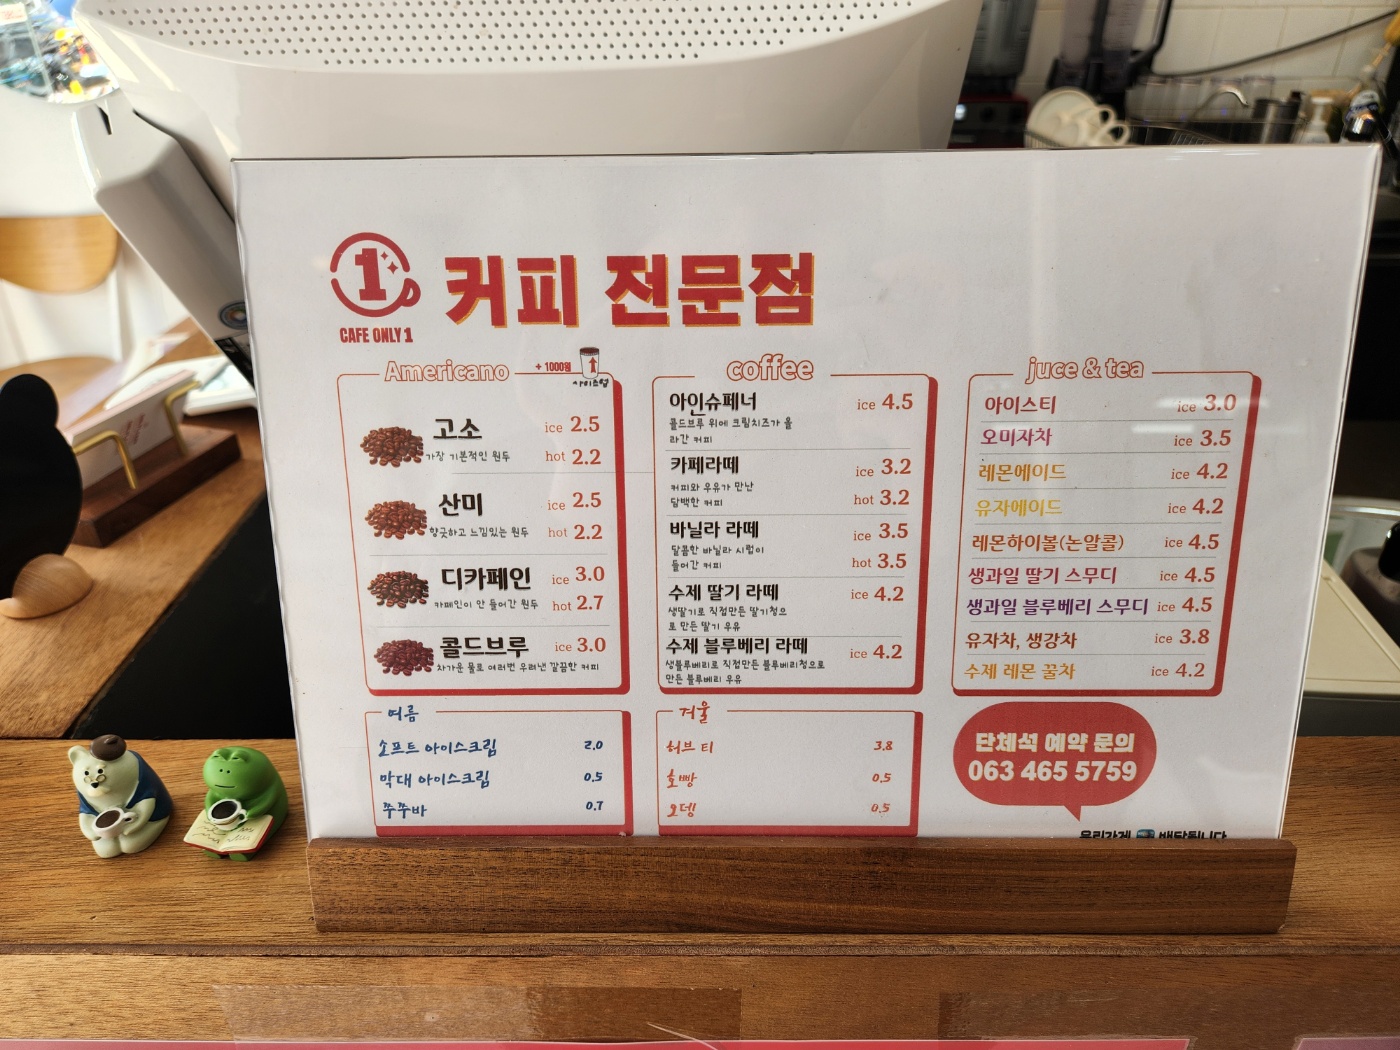 1
CAFE ONLY 1
커피 전문점
Americano
+ 1000원
사이즈업
고소
가장 기본적인 원두
ice 2.5
hot 2.2
산미
향긋하고 느낌있는 원두
ice 2.5
hot 2.2
디카페인
카페인이 안 들어간 원두
ice 3.0
hot 2.7
콜드브루
차가운 물로 여러번 우려낸 깔끔한 커피
ice 3.0
coffee
아인슈페너
콜드브루 위에 크림치즈가 올
라간 커피
ice 4.5
카페라떼
커피와 우유가 만난
담백한 커피
ice 3.2
hot 3.2
바닐라 라떼
달콤한 바닐라 시럽이
들어간 커피
ice 3.5
hot 3.5
수제 딸기 라떼
생딸기로 직접만든 딸기청으
로 만든 딸기 우유
ice 4.2
수제 블루베리 라떼
생블루베리로 직접만든 블루베리청으로
만든 블루베리 우유
ice 4.2
juce & tea
아이스티 ice 3.0
오미자차 ice 3.5
레몬에이드 ice 4.2
유자에이드 ice 4.2
레몬하이볼(논알콜) ice 4.5
생과일 딸기 스무디 ice 4.5
생과일 블루베리 스무디 ice 4.5
유자차, 생강차 ice 3.8
수제 레몬 꿀차 ice 4.2
여름
소프트 아이스크림 2.0
막대 아이스크림 0.5
쭈쭈바 0.7
겨울
허브 티 3.8
호빵 0.5
오뎅 0.5
단체석 예약 문의
063 465 5759
우리가게 배달됩니다